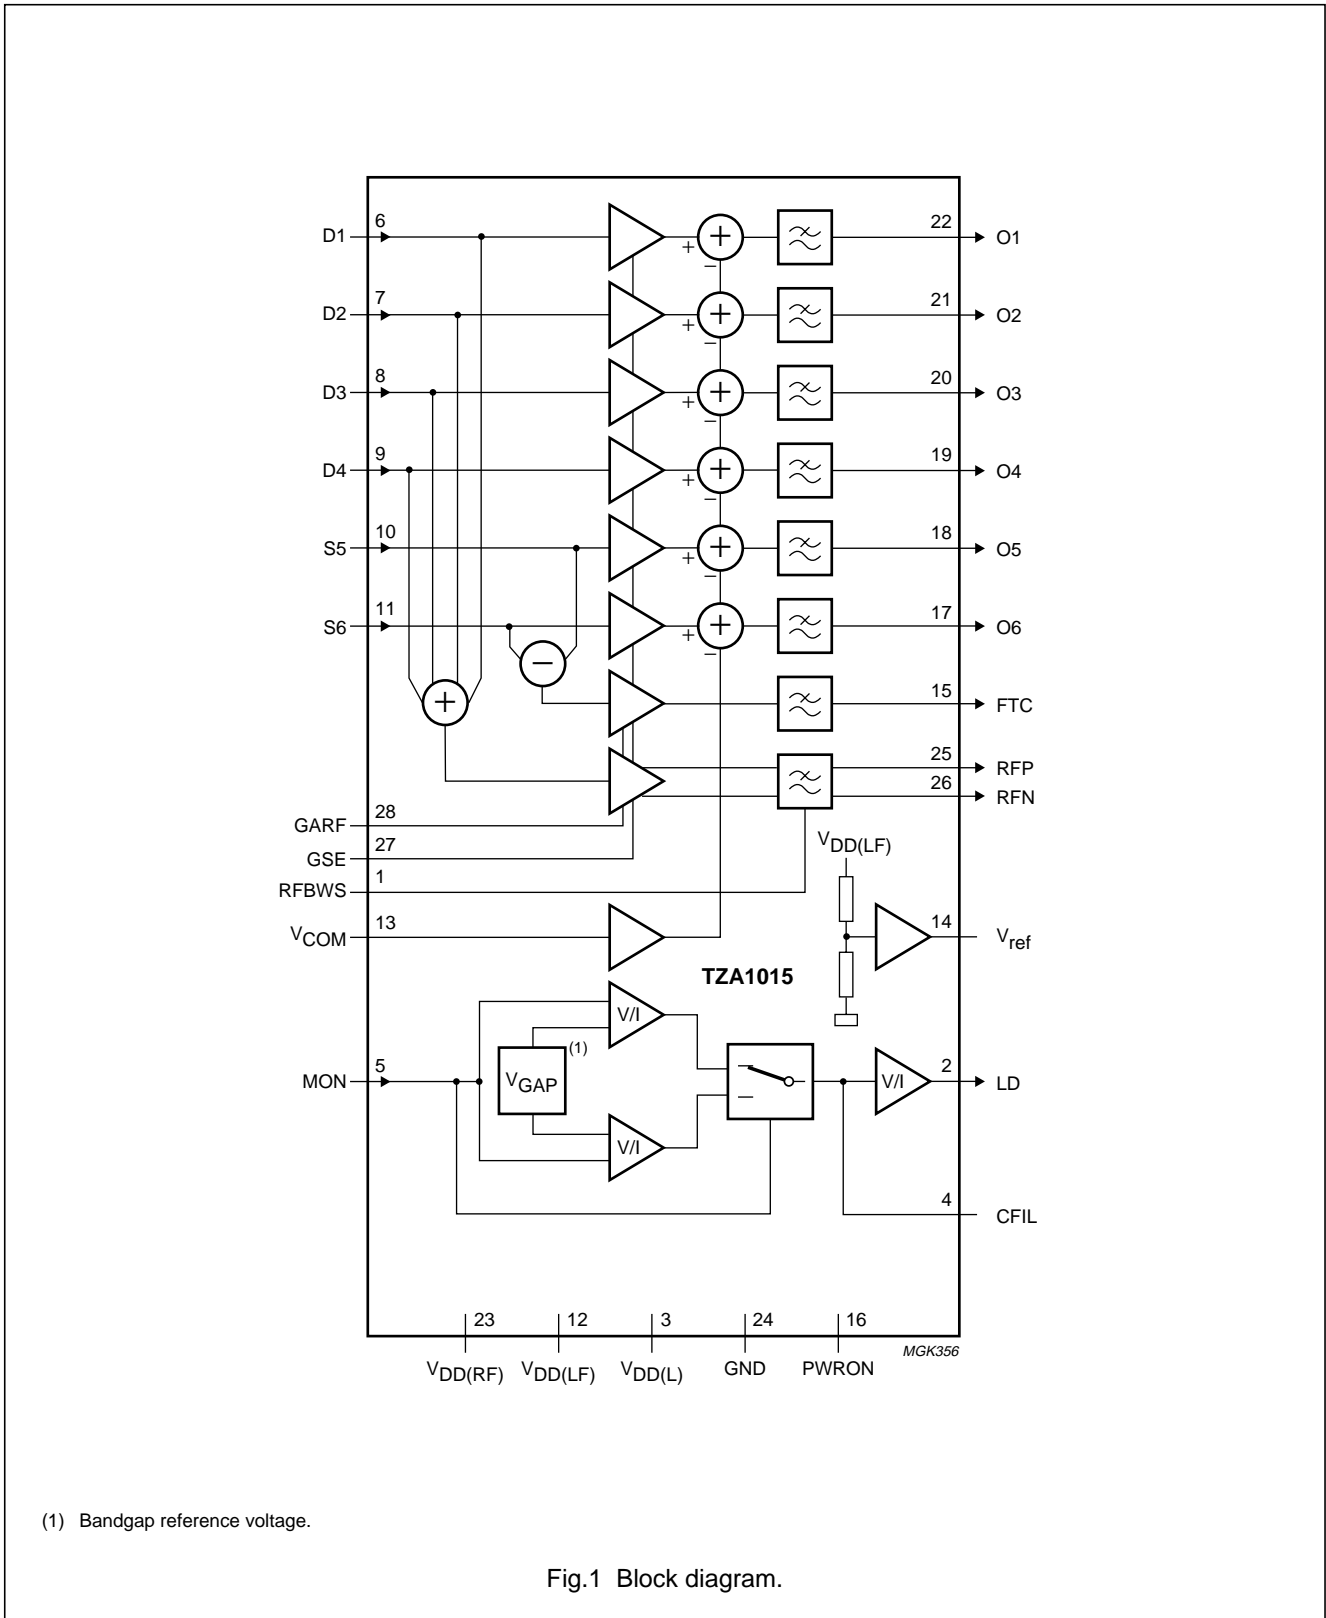 6
D1
22
O1
+
−
7
D2
21
O2
+
−
8
D3
20
O3
+
−
9
D4
19
O4
+
−
10
S5
18
O5
+
−
11
S6
17
O6
+
−
15
FTC
25
RFP
26
RFN
28
GARF
27
GSE
1
RFBWS
VDD(LF)
13
VCOM
14
Vref
TZA1015
V/I
(1)
VGAP
5
MON
V/I
2
LD
V/I
4
CFIL
23 12 3 24 16
MGK356
VDD(RF) VDD(LF) VDD(L) GND PWRON
(1) Bandgap reference voltage.
Fig.1 Block diagram.